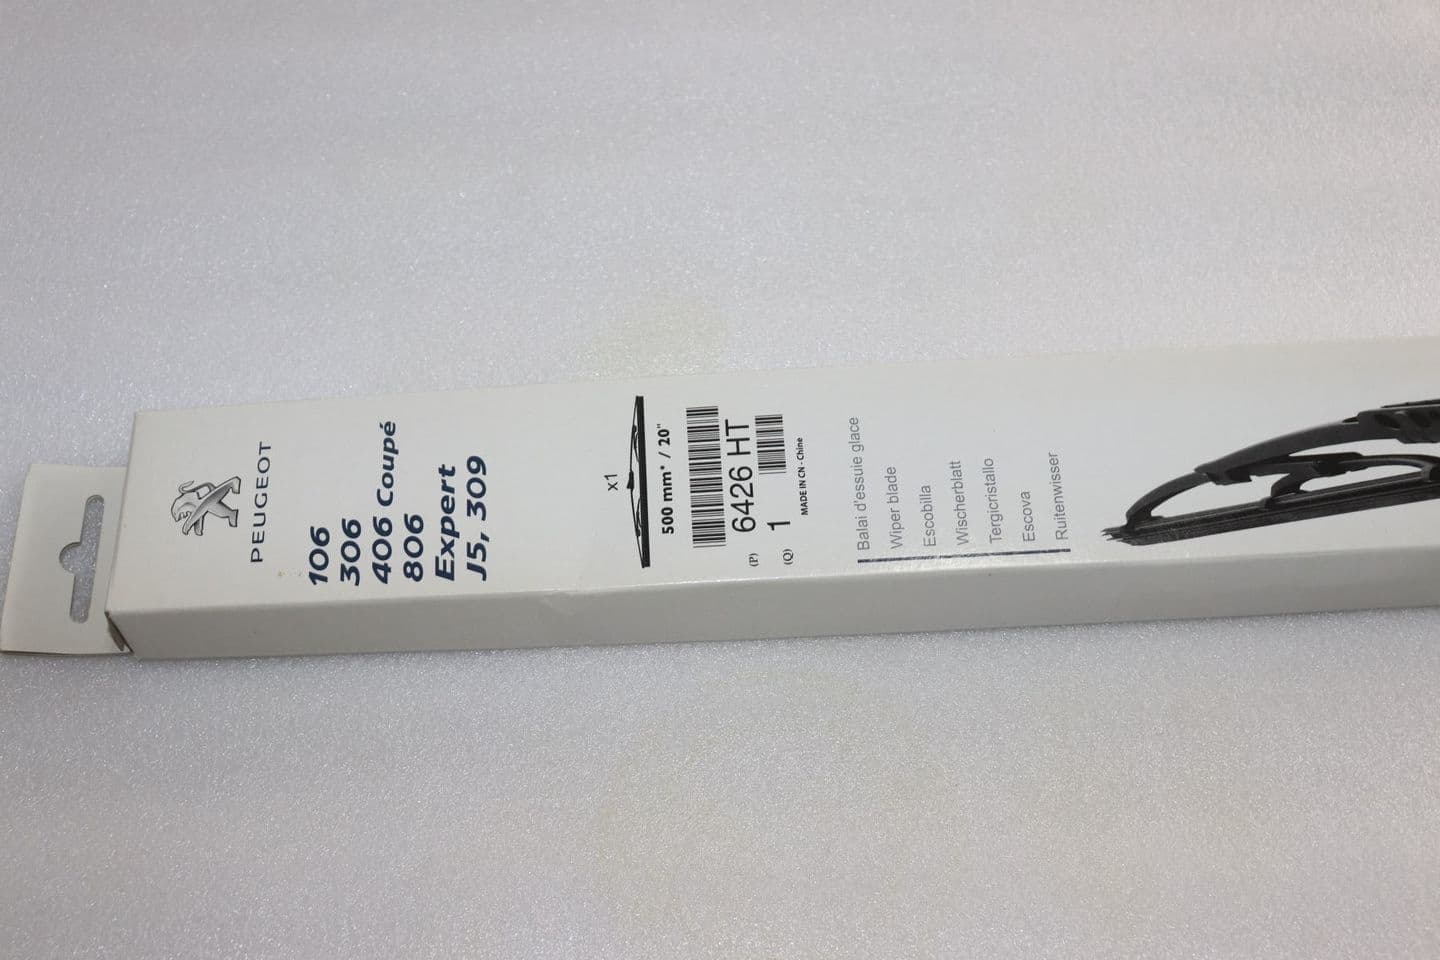 PEUGEOT
106
306
406 Coupé
806
Expert
J5, 309
x1
500 mm* / 20"
(P) 6426 HT
(Q) 1
MADE IN CN - Chine
Balai d'essuie glace
Wiper blade
Escobilla
Wischerblatt
Tergicristallo
Escova
Ruitenwisser